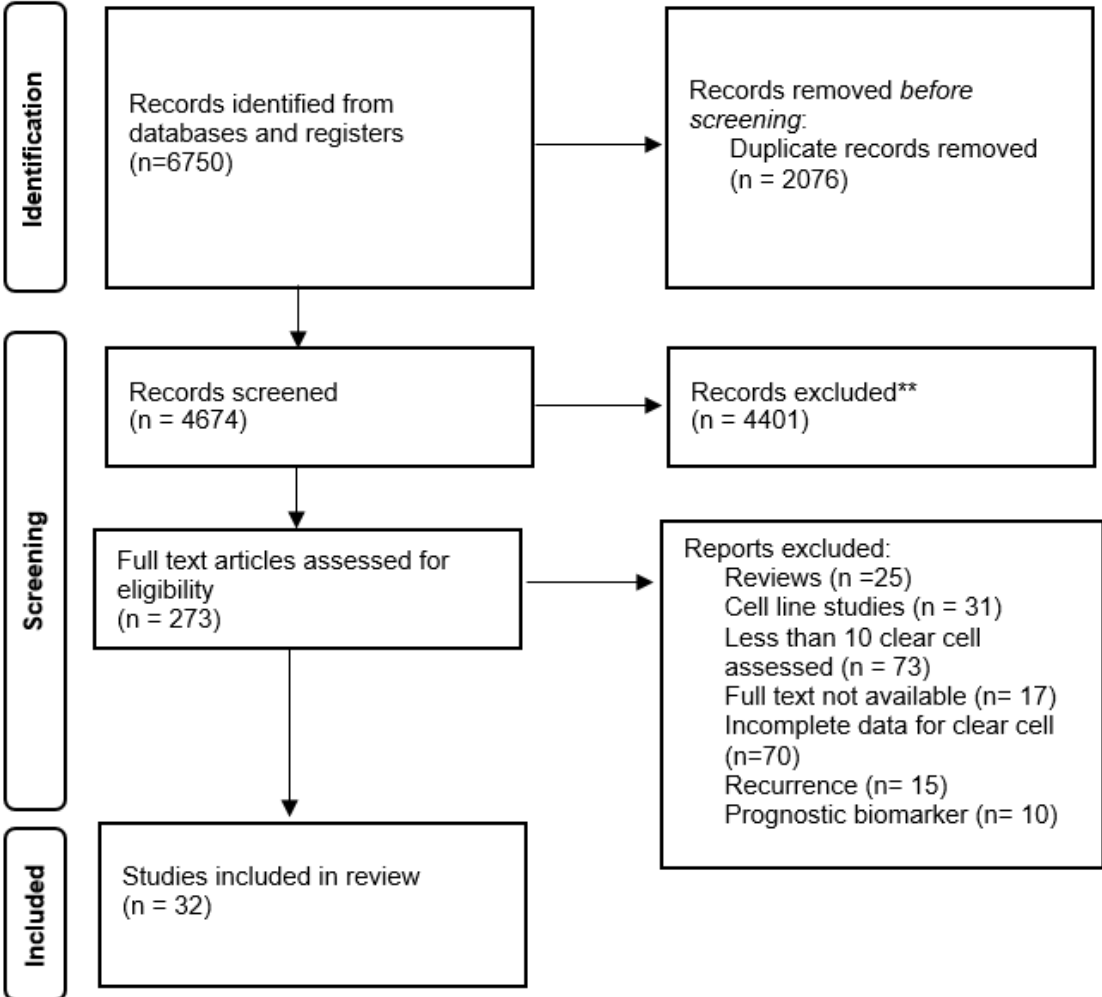 Identification
Records identified from
databases and registers
(n=6750)
Records removed before
screening:
Duplicate records removed
(n = 2076)
Screening
Records screened
(n = 4674)
Records excluded**
(n = 4401)
Full text articles assessed for
eligibility
(n = 273)
Reports excluded:
Reviews (n =25)
Cell line studies (n = 31)
Less than 10 clear cell
assessed (n = 73)
Full text not available (n= 17)
Incomplete data for clear cell
(n=70)
Recurrence (n= 15)
Prognostic biomarker (n= 10)
Included
Studies included in review
(n = 32)